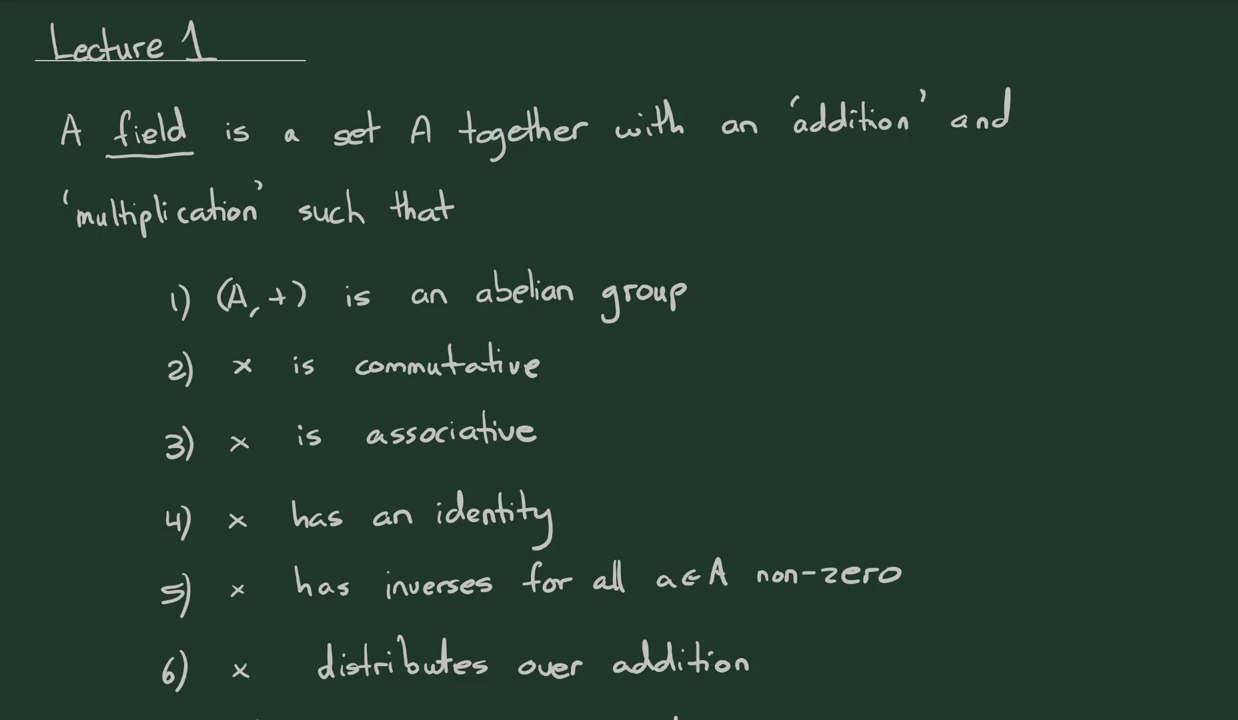 Lecture 1
A field is a set A together with an 'addition' and
'multiplication' such that
1) (A, +) is an abelian group
2) × is commutative
3) × is associative
4) × has an identity
5) × has inverses for all a∈A non-zero
6) × distributes over addition